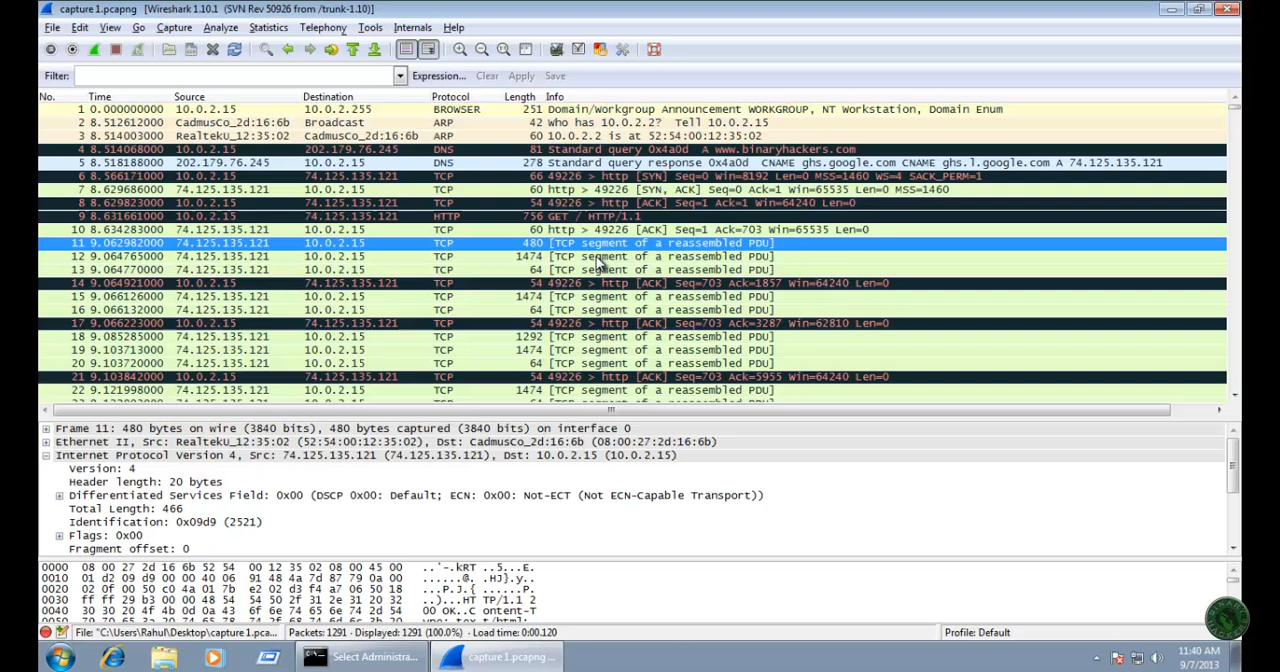 capture 1.pcapng [Wireshark 1.10.1 (SVN Rev 50926 from /trunk-1.10)]
File Edit View Go Capture Analyze Statistics Telephony Tools Internals Help
Filter: Expression... Clear Apply Save
No. Time Source Destination Protocol Length Info
1 0.000000000 10.0.2.15 10.0.2.255 BROWSER 251 Domain/Workgroup Announcement WORKGROUP, NT Workstation, Domain Enum
2 8.512612000 CadmusCo_2d:16:6b Broadcast ARP 42 Who has 10.0.2.2? Tell 10.0.2.15
3 8.514003000 RealtekU_12:35:02 CadmusCo_2d:16:6b ARP 60 10.0.2.2 is at 52:54:00:12:35:02
4 8.514068000 10.0.2.15 202.179.76.245 DNS 81 Standard query 0x4a0d A www.binaryhackers.com
5 8.518188000 202.179.76.245 10.0.2.15 DNS 278 Standard query response 0x4a0d CNAME ghs.google.com CNAME ghs.l.google.com A 74.125.135.121
6 8.566171000 10.0.2.15 74.125.135.121 TCP 66 49226 > http [SYN] Seq=0 Win=8192 Len=0 MSS=1460 WS=4 SACK_PERM=1
7 8.629686000 74.125.135.121 10.0.2.15 TCP 60 http > 49226 [SYN, ACK] Seq=0 Ack=1 Win=65535 Len=0 MSS=1460
8 8.629823000 10.0.2.15 74.125.135.121 TCP 54 49226 > http [ACK] Seq=1 Ack=1 Win=64240 Len=0
9 8.631661000 10.0.2.15 74.125.135.121 HTTP 756 GET / HTTP/1.1
10 8.634283000 74.125.135.121 10.0.2.15 TCP 60 http > 49226 [ACK] Seq=1 Ack=703 Win=65535 Len=0
11 9.062982000 74.125.135.121 10.0.2.15 TCP 480 [TCP segment of a reassembled PDU]
12 9.064765000 74.125.135.121 10.0.2.15 TCP 1474 [TCP segment of a reassembled PDU]
13 9.064770000 74.125.135.121 10.0.2.15 TCP 64 [TCP segment of a reassembled PDU]
14 9.064921000 10.0.2.15 74.125.135.121 TCP 54 49226 > http [ACK] Seq=703 Ack=1857 Win=64240 Len=0
15 9.066126000 74.125.135.121 10.0.2.15 TCP 1474 [TCP segment of a reassembled PDU]
16 9.066132000 74.125.135.121 10.0.2.15 TCP 64 [TCP segment of a reassembled PDU]
17 9.066223000 10.0.2.15 74.125.135.121 TCP 54 49226 > http [ACK] Seq=703 Ack=3287 Win=62810 Len=0
18 9.085285000 74.125.135.121 10.0.2.15 TCP 1292 [TCP segment of a reassembled PDU]
19 9.103713000 74.125.135.121 10.0.2.15 TCP 1474 [TCP segment of a reassembled PDU]
20 9.103720000 74.125.135.121 10.0.2.15 TCP 64 [TCP segment of a reassembled PDU]
21 9.103842000 10.0.2.15 74.125.135.121 TCP 54 49226 > http [ACK] Seq=703 Ack=5955 Win=64240 Len=0
22 9.121998000 74.125.135.121 10.0.2.15 TCP 1474 [TCP segment of a reassembled PDU]
Frame 11: 480 bytes on wire (3840 bits), 480 bytes captured (3840 bits) on interface 0
Ethernet II, Src: RealtekU_12:35:02 (52:54:00:12:35:02), Dst: CadmusCo_2d:16:6b (08:00:27:2d:16:6b)
Internet Protocol Version 4, Src: 74.125.135.121 (74.125.135.121), Dst: 10.0.2.15 (10.0.2.15)
Version: 4
Header length: 20 bytes
Differentiated Services Field: 0x00 (DSCP 0x00: Default; ECN: 0x00: Not-ECT (Not ECN-Capable Transport))
Total Length: 466
Identification: 0x09d9 (2521)
Flags: 0x00
Fragment offset: 0
0000 08 00 27 2d 16 6b 52 54 00 12 35 02 08 00 45 00 ..'-.kRT ..5...E.
0010 01 d2 09 d9 00 00 40 06 91 48 4a 7d 87 79 0a 00 ......@. .HJ}.y..
0020 02 0f 00 50 c0 4a 01 7b e2 02 d3 f4 a7 06 50 18 ...P.J.{ ......P.
0030 ff ff 29 b3 00 00 48 54 54 50 2f 31 2e 31 20 32 ..)...HT TP/1.1 2
0040 30 30 20 4f 4b 0d 0a 43 6f 6e 74 65 6e 74 2d 54 00 OK..C ontent-T
File: "C:\Users\Rahul\Desktop\capture 1.pca... Packets: 1291 · Displayed: 1291 (100.0%) · Load time: 0:00.120 Profile: Default
Select Administra... capture1.pcapng ... 11:40 AM
9/7/2013